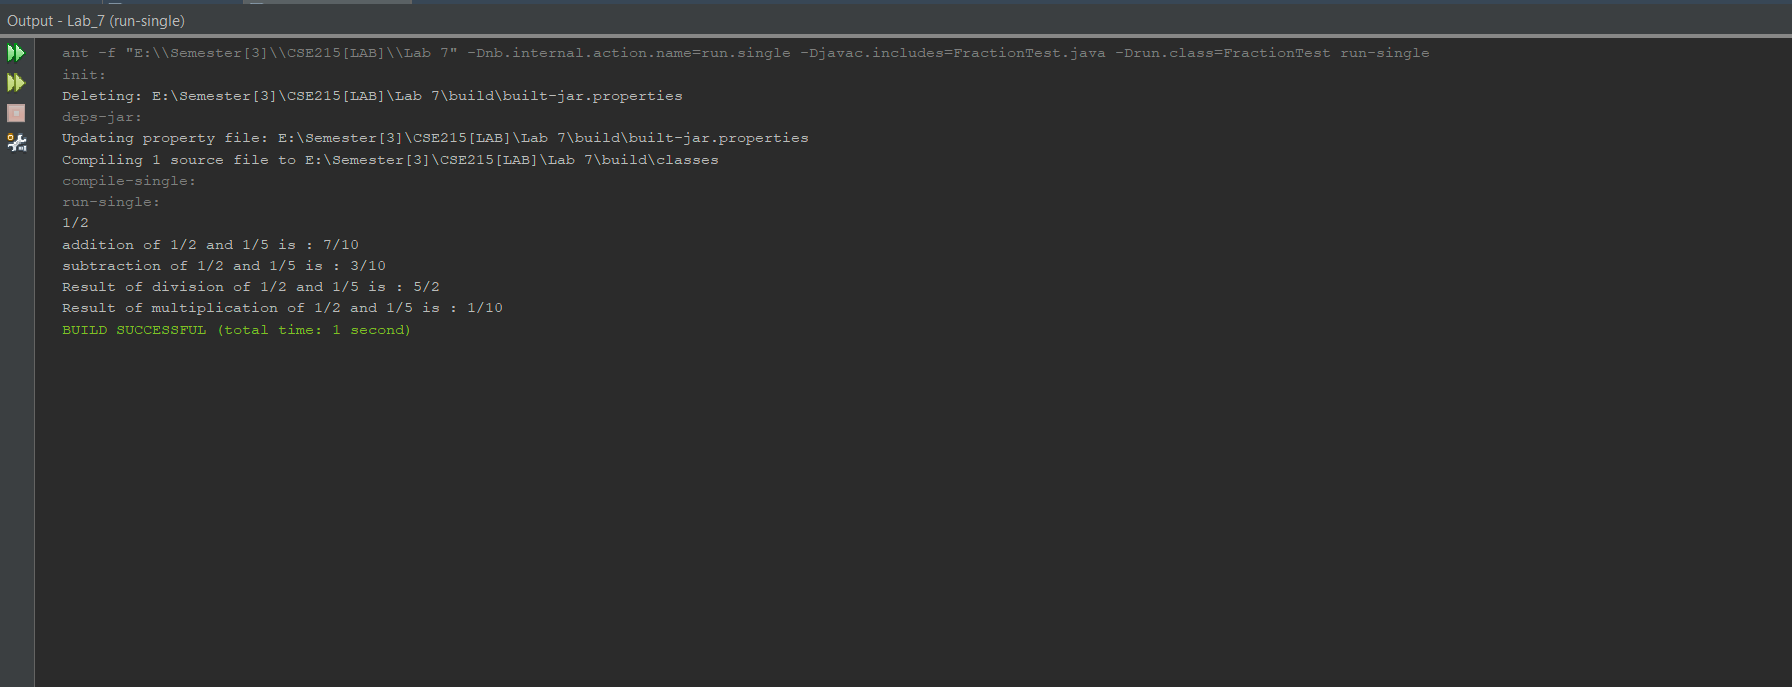 Output - Lab_7 (run-single)
ant -f "E:\\Semester[3]\\CSE215[LAB]\\Lab 7" -Dnb.internal.action.name=run.single -Djavac.includes=FractionTest.java -Drun.class=FractionTest run-single
init:
Deleting: E:\Semester[3]\CSE215[LAB]\Lab 7\build\built-jar.properties
deps-jar:
Updating property file: E:\Semester[3]\CSE215[LAB]\Lab 7\build\built-jar.properties
Compiling 1 source file to E:\Semester[3]\CSE215[LAB]\Lab 7\build\classes
compile-single:
run-single:
1/2
addition of 1/2 and 1/5 is : 7/10
subtraction of 1/2 and 1/5 is : 3/10
Result of division of 1/2 and 1/5 is : 5/2
Result of multiplication of 1/2 and 1/5 is : 1/10
BUILD SUCCESSFUL (total time: 1 second)